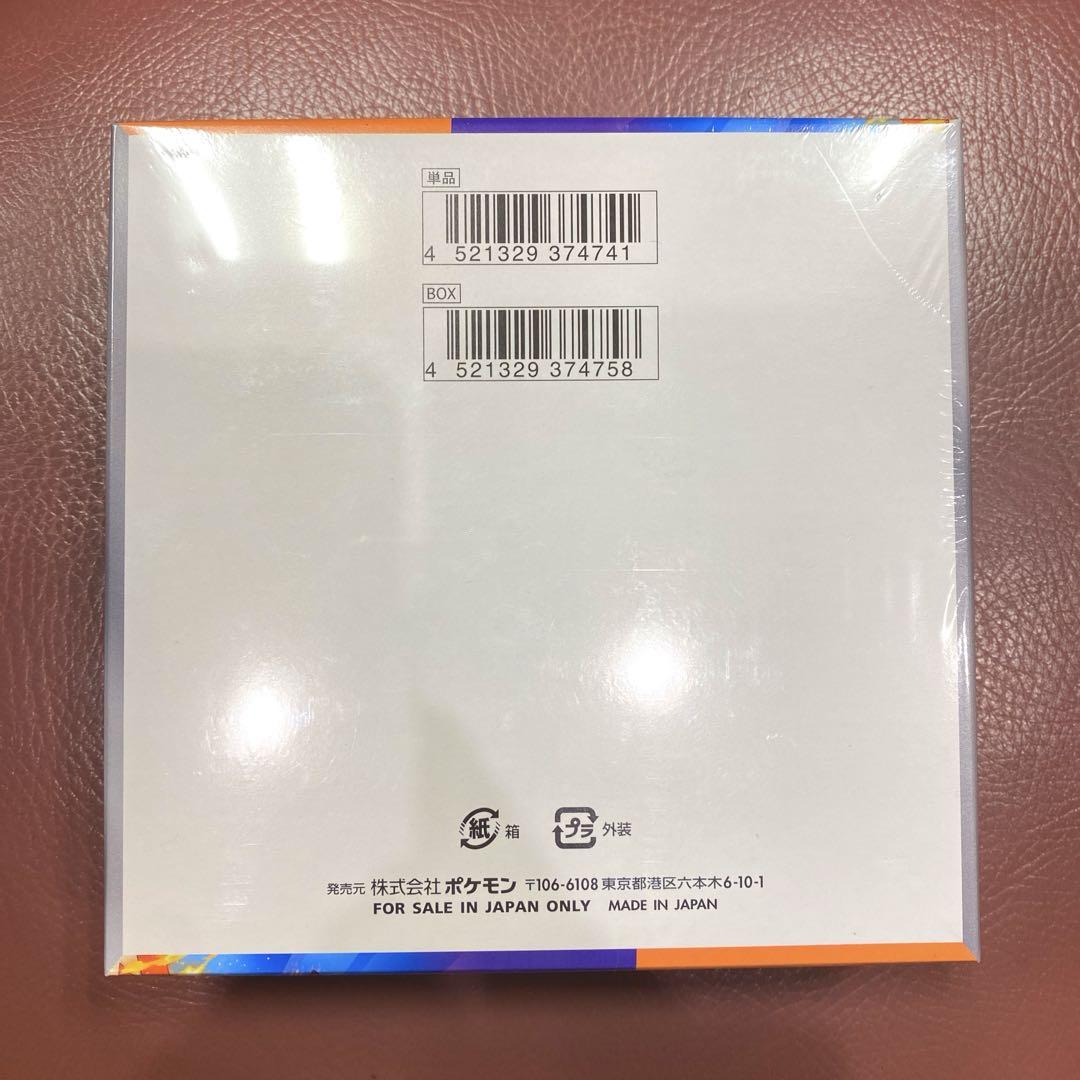 単品
4 521329 374741
BOX
4 521329 374758
紙 箱 プラ 外装
発売元 株式会社 ポケモン 〒106-6108 東京都港区六本木6-10-1
FOR SALE IN JAPAN ONLY MADE IN JAPAN